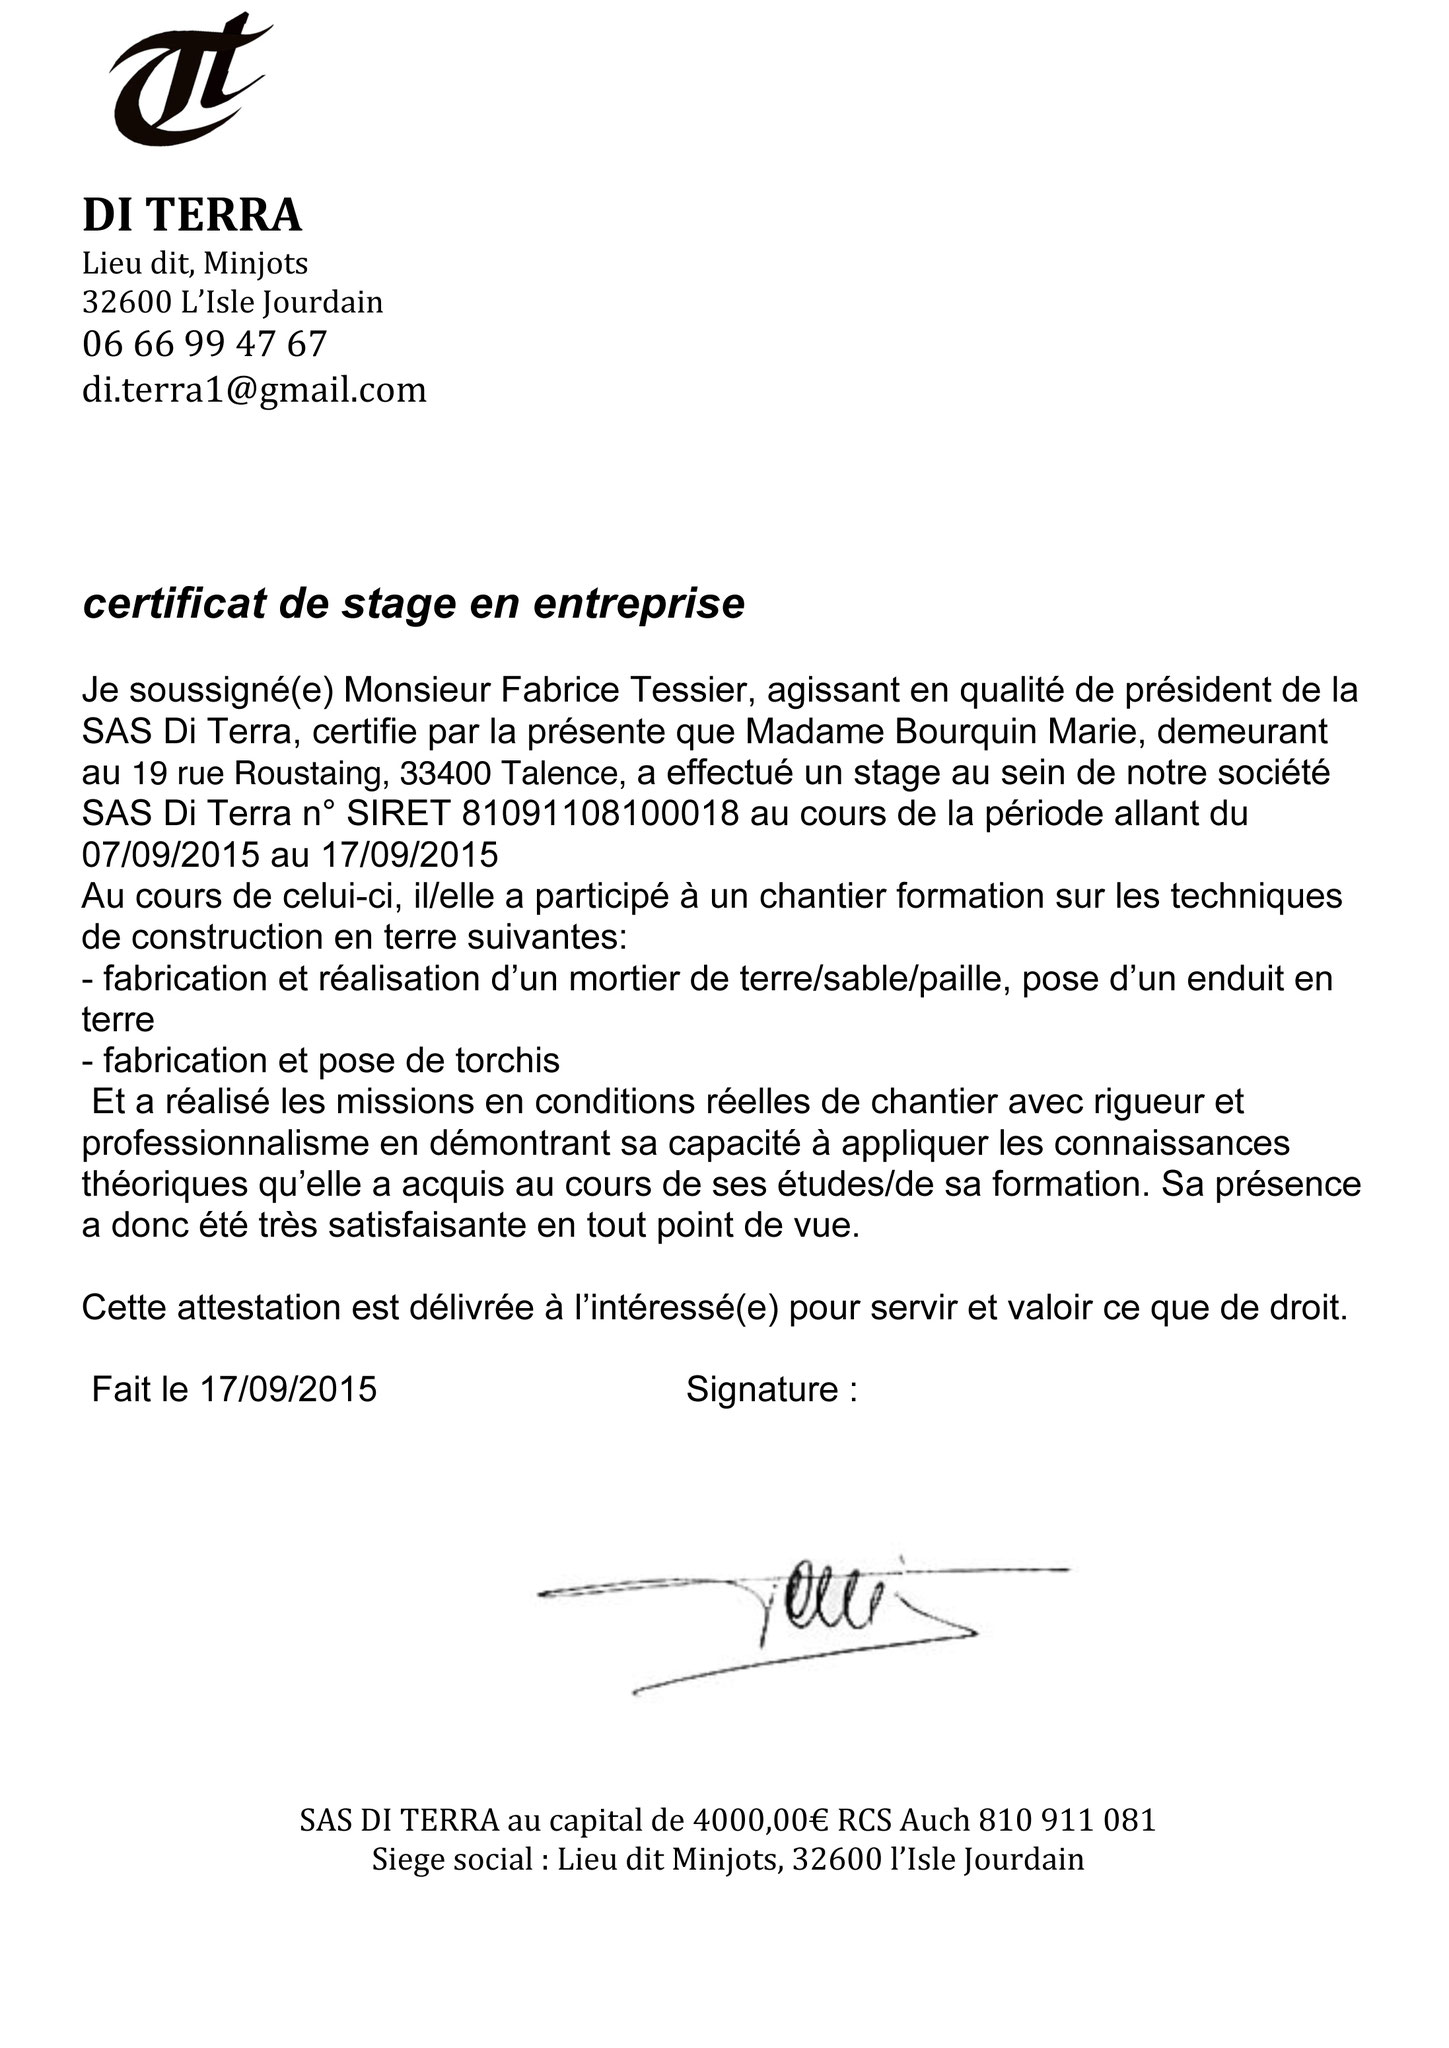 DI TERRA
Lieu dit, Minjots
32600 L’Isle Jourdain
06 66 99 47 67
di.terra1@gmail.com
certificat de stage en entreprise
Je soussigné(e) Monsieur Fabrice Tessier, agissant en qualité de président de la
SAS Di Terra, certifie par la présente que Madame Bourquin Marie, demeurant
au 19 rue Roustaing, 33400 Talence, a effectué un stage au sein de notre société
SAS Di Terra n° SIRET 81091108100018 au cours de la période allant du
07/09/2015 au 17/09/2015
Au cours de celui-ci, il/elle a participé à un chantier formation sur les techniques
de construction en terre suivantes:
- fabrication et réalisation d’un mortier de terre/sable/paille, pose d’un enduit en
terre
- fabrication et pose de torchis
Et a réalisé les missions en conditions réelles de chantier avec rigueur et
professionnalisme en démontrant sa capacité à appliquer les connaissances
théoriques qu’elle a acquis au cours de ses études/de sa formation. Sa présence
a donc été très satisfaisante en tout point de vue.
Cette attestation est délivrée à l’intéressé(e) pour servir et valoir ce que de droit.
Fait le 17/09/2015 Signature :
SAS DI TERRA au capital de 4000,00€ RCS Auch 810 911 081
Siege social : Lieu dit Minjots, 32600 l’Isle Jourdain